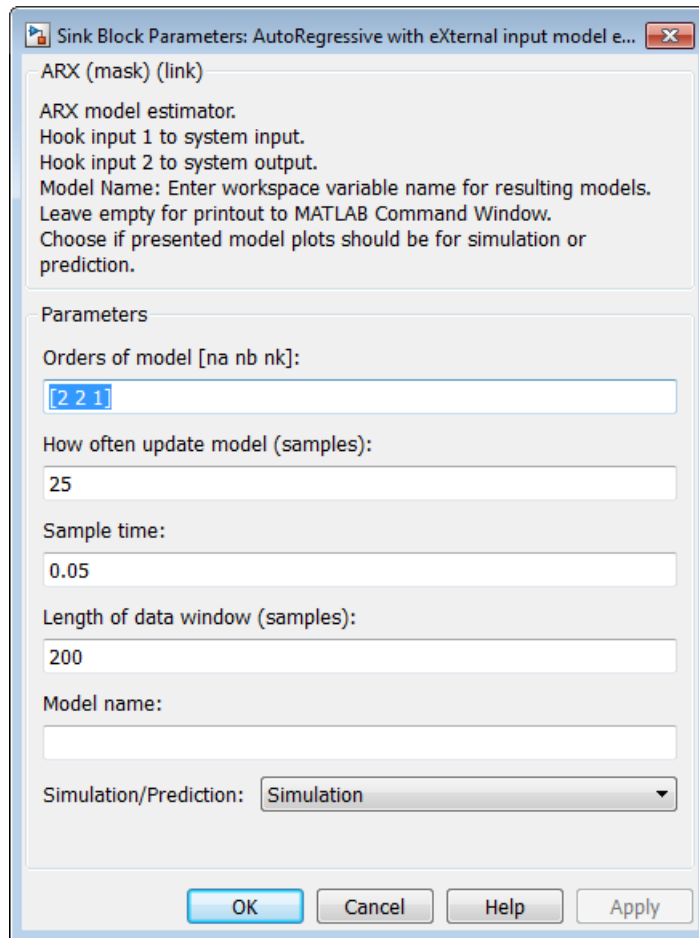 Sink Block Parameters: AutoRegressive with eXternal input model e...
ARX (mask) (link)
ARX model estimator.
Hook input 1 to system input.
Hook input 2 to system output.
Model Name: Enter workspace variable name for resulting models.
Leave empty for printout to MATLAB Command Window.
Choose if presented model plots should be for simulation or
prediction.
Parameters
Orders of model [na nb nk]:
[2 2 1]
How often update model (samples):
25
Sample time:
0.05
Length of data window (samples):
200
Model name:
Simulation/Prediction: Simulation
OK Cancel Help Apply